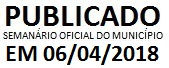 PUBLICADO
SEMANÁRIO OFICIAL DO MUNICÍPIO
EM 06/04/2018